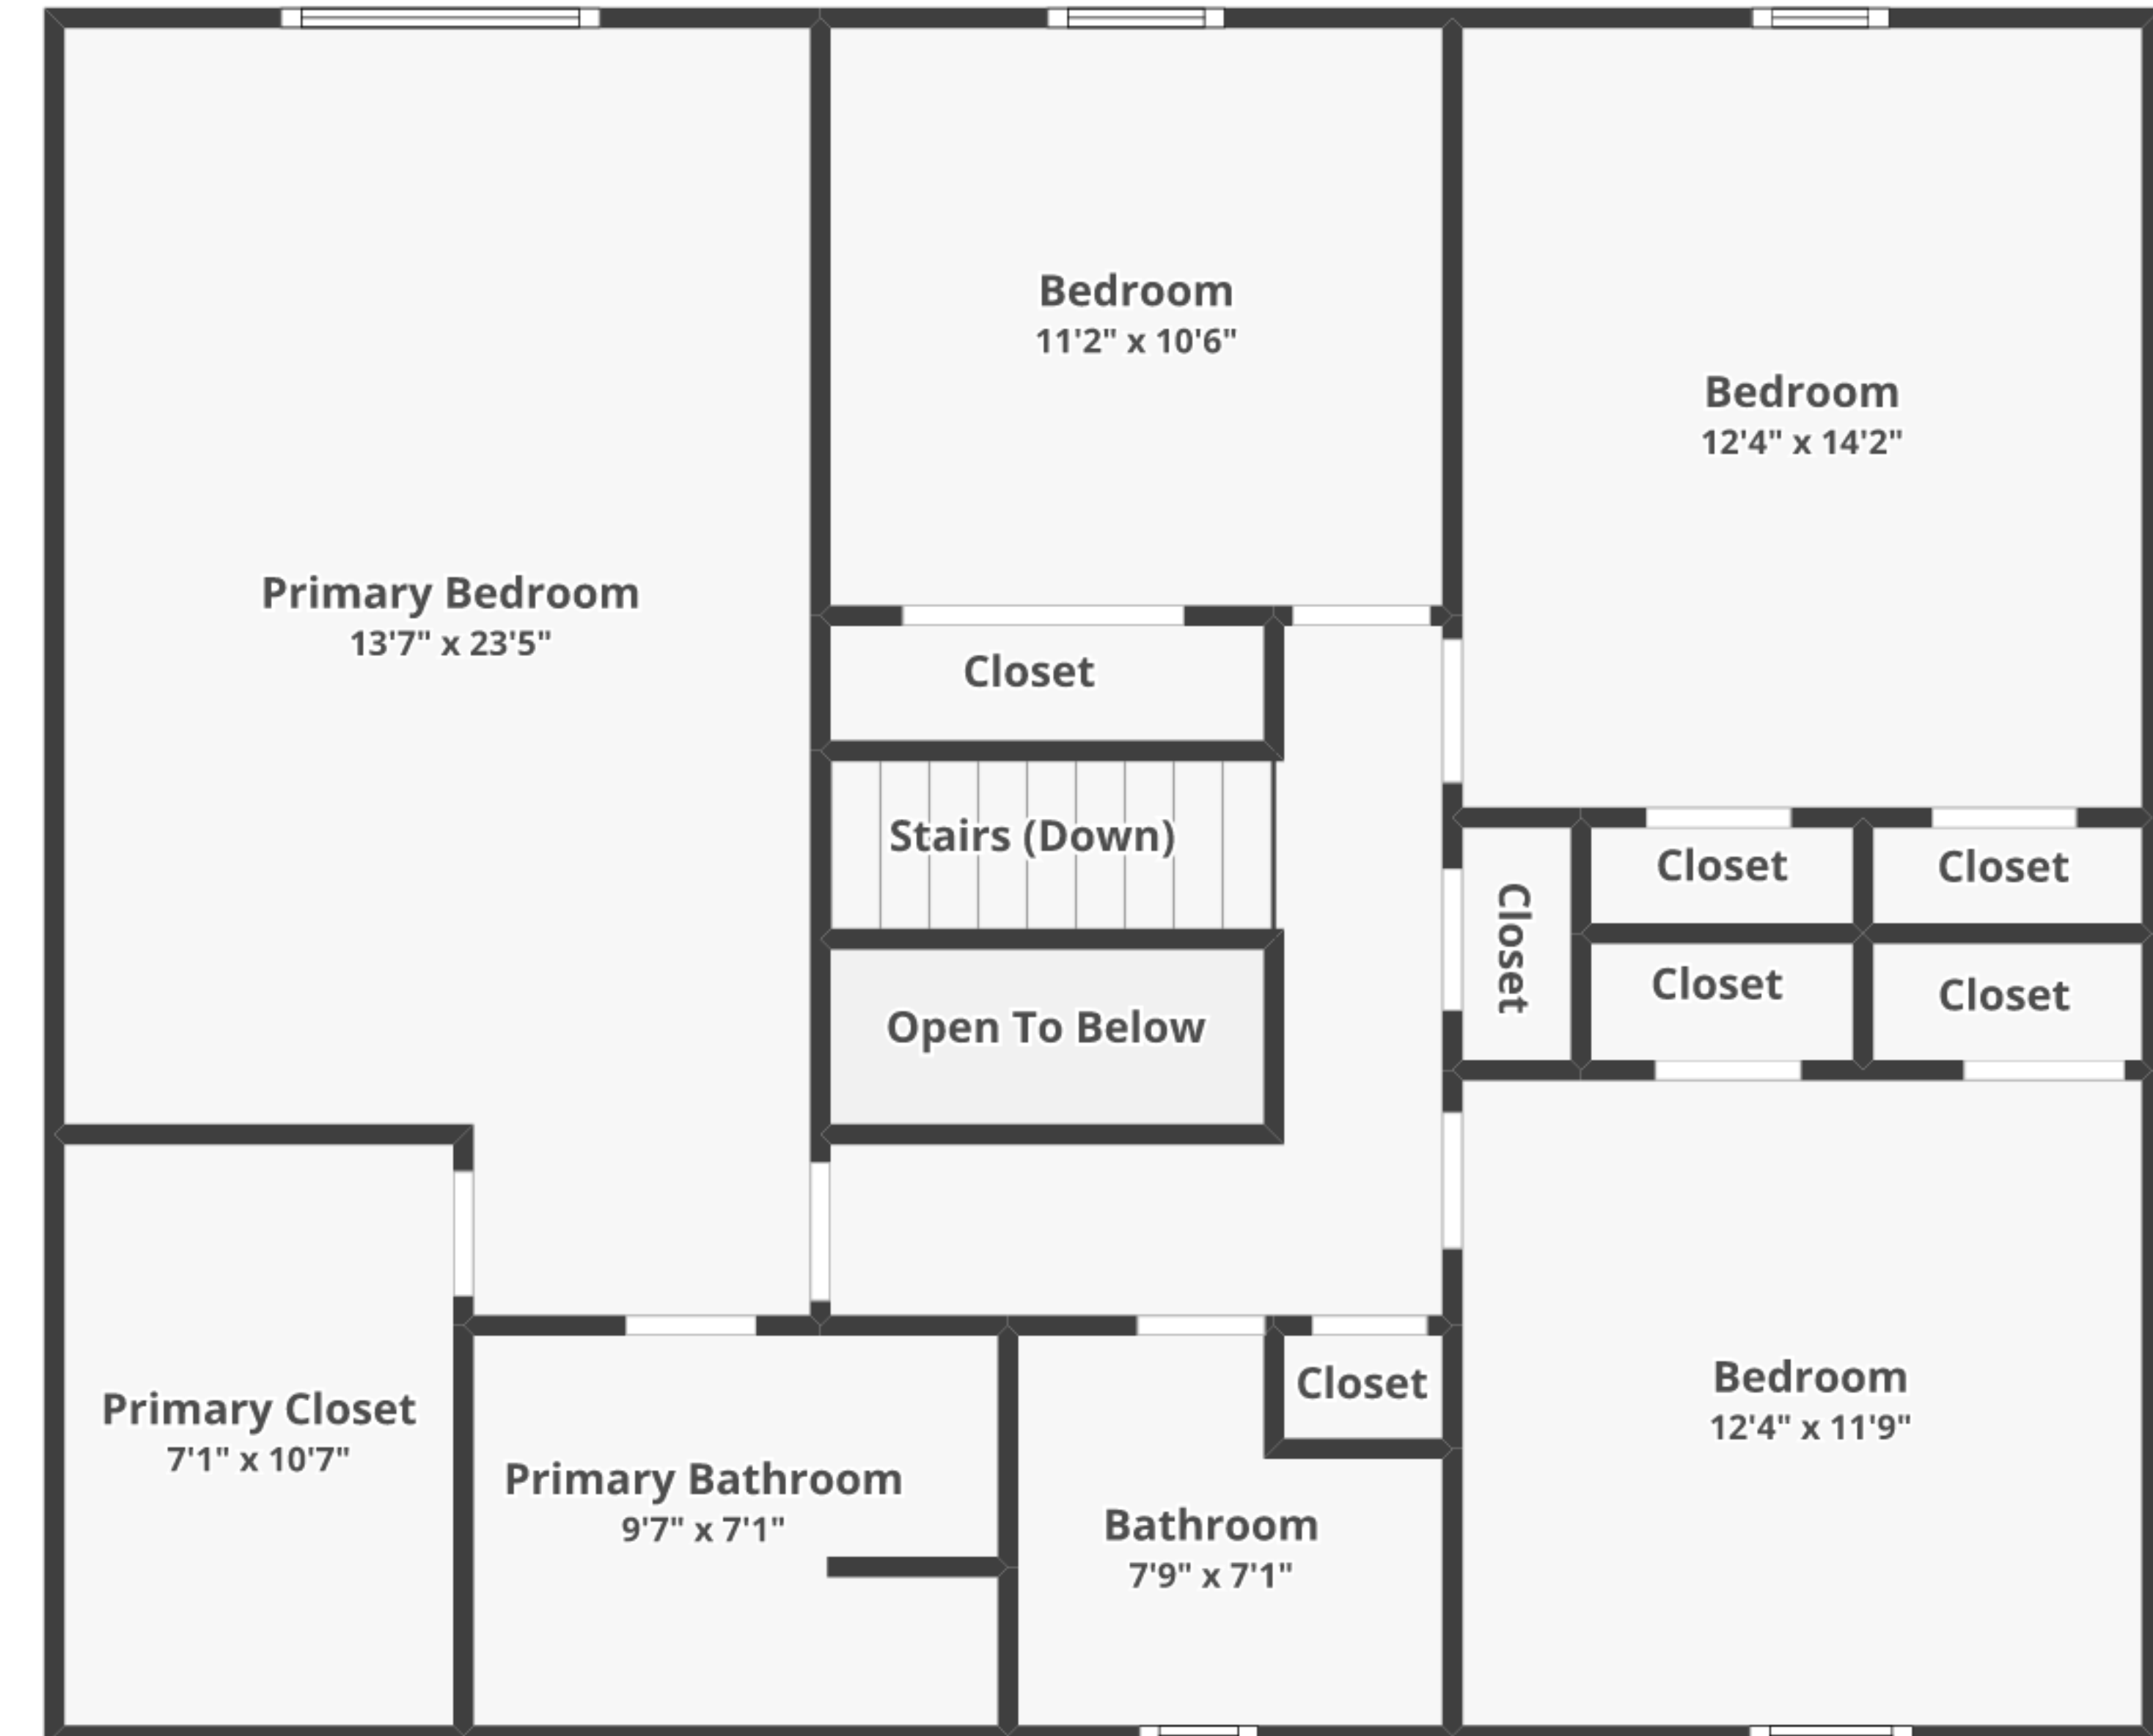 Bedroom
11'2" x 10'6"
Bedroom
12'4" x 14'2"
Primary Bedroom
13'7" x 23'5"
Closet
Stairs (Down)
Closet
Closet
Closet
Closet
Closet
Open To Below
Primary Closet
7'1" x 10'7"
Primary Bathroom
9'7" x 7'1"
Closet
Bathroom
7'9" x 7'1"
Bedroom
12'4" x 11'9"